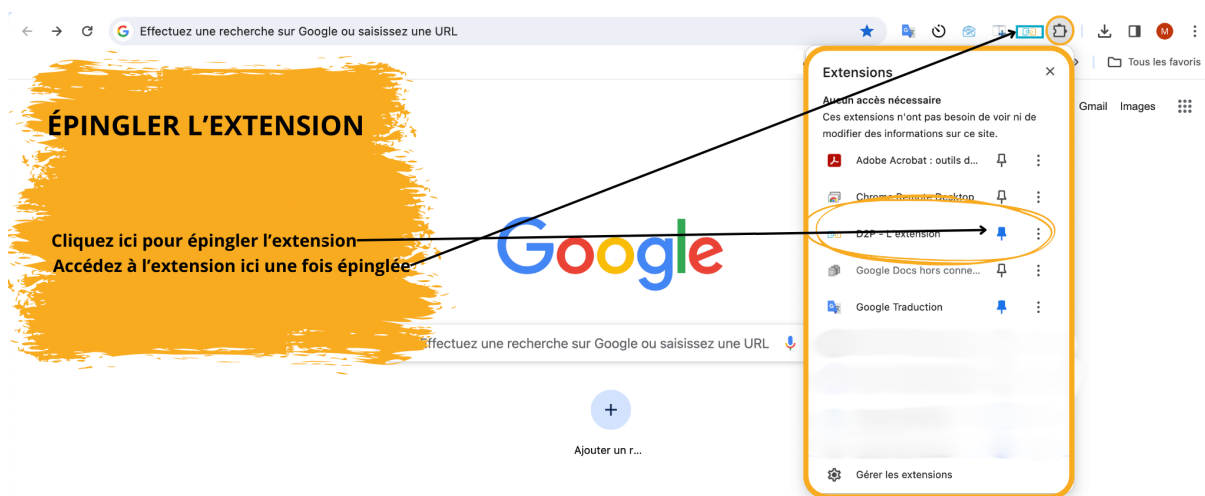 Effectuez une recherche sur Google ou saisissez une URL
M
Tous les favoris
Gmail Images
ÉPINGLER L’EXTENSION
Cliquez ici pour épingler l’extension
Accédez à l’extension ici une fois épinglée
Google
Effectuez une recherche sur Google ou saisissez une URL
Ajouter un r...
Extensions
Aucun accès nécessaire
Ces extensions n'ont pas besoin de voir ni de
modifier des informations sur ce site.
Adobe Acrobat : outils d...
Chrome Remote Desktop
D2P - L'extension
Google Docs hors conne...
Google Traduction
Gérer les extensions